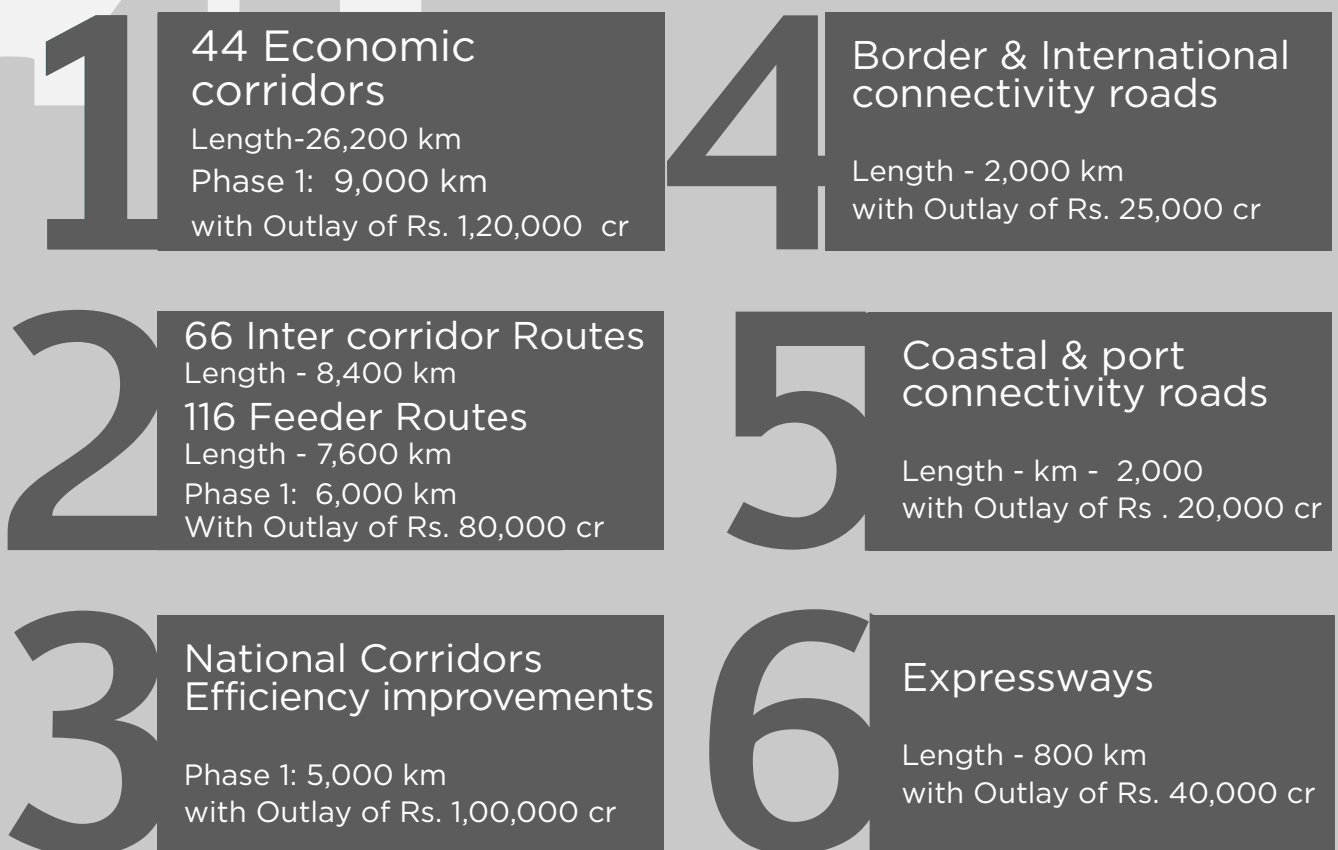 1
44 Economic
corridors
Length-26,200 km
Phase 1:  9,000 km
with Outlay of Rs. 1,20,000  cr
2
66 Inter corridor Routes
Length - 8,400 km
116 Feeder Routes
Length - 7,600 km
Phase 1:  6,000 km
With Outlay of Rs. 80,000 cr
3
National Corridors
Efficiency improvements
Phase 1: 5,000 km
with Outlay of Rs. 1,00,000 cr
4
Border & International
connectivity roads
Length - 2,000 km
with Outlay of Rs. 25,000 cr
5
Coastal & port
connectivity roads
Length - km -  2,000
with Outlay of Rs . 20,000 cr
6
Expressways
Length - 800 km
with Outlay of Rs. 40,000 cr